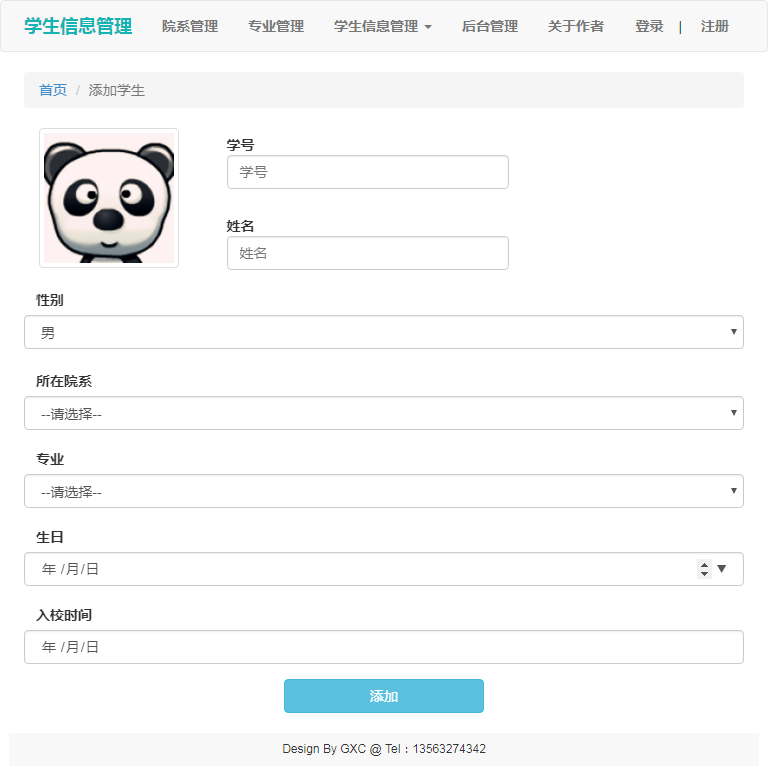 学生信息管理 院系管理 专业管理 学生信息管理 后台管理 关于作者 登录 | 注册
首页 / 添加学生
学号
学号
姓名
姓名
性别
男
所在院系
--请选择--
专业
--请选择--
生日
年 /月/日
入校时间
年 /月/日
添加
Design By GXC @ Tel：13563274342